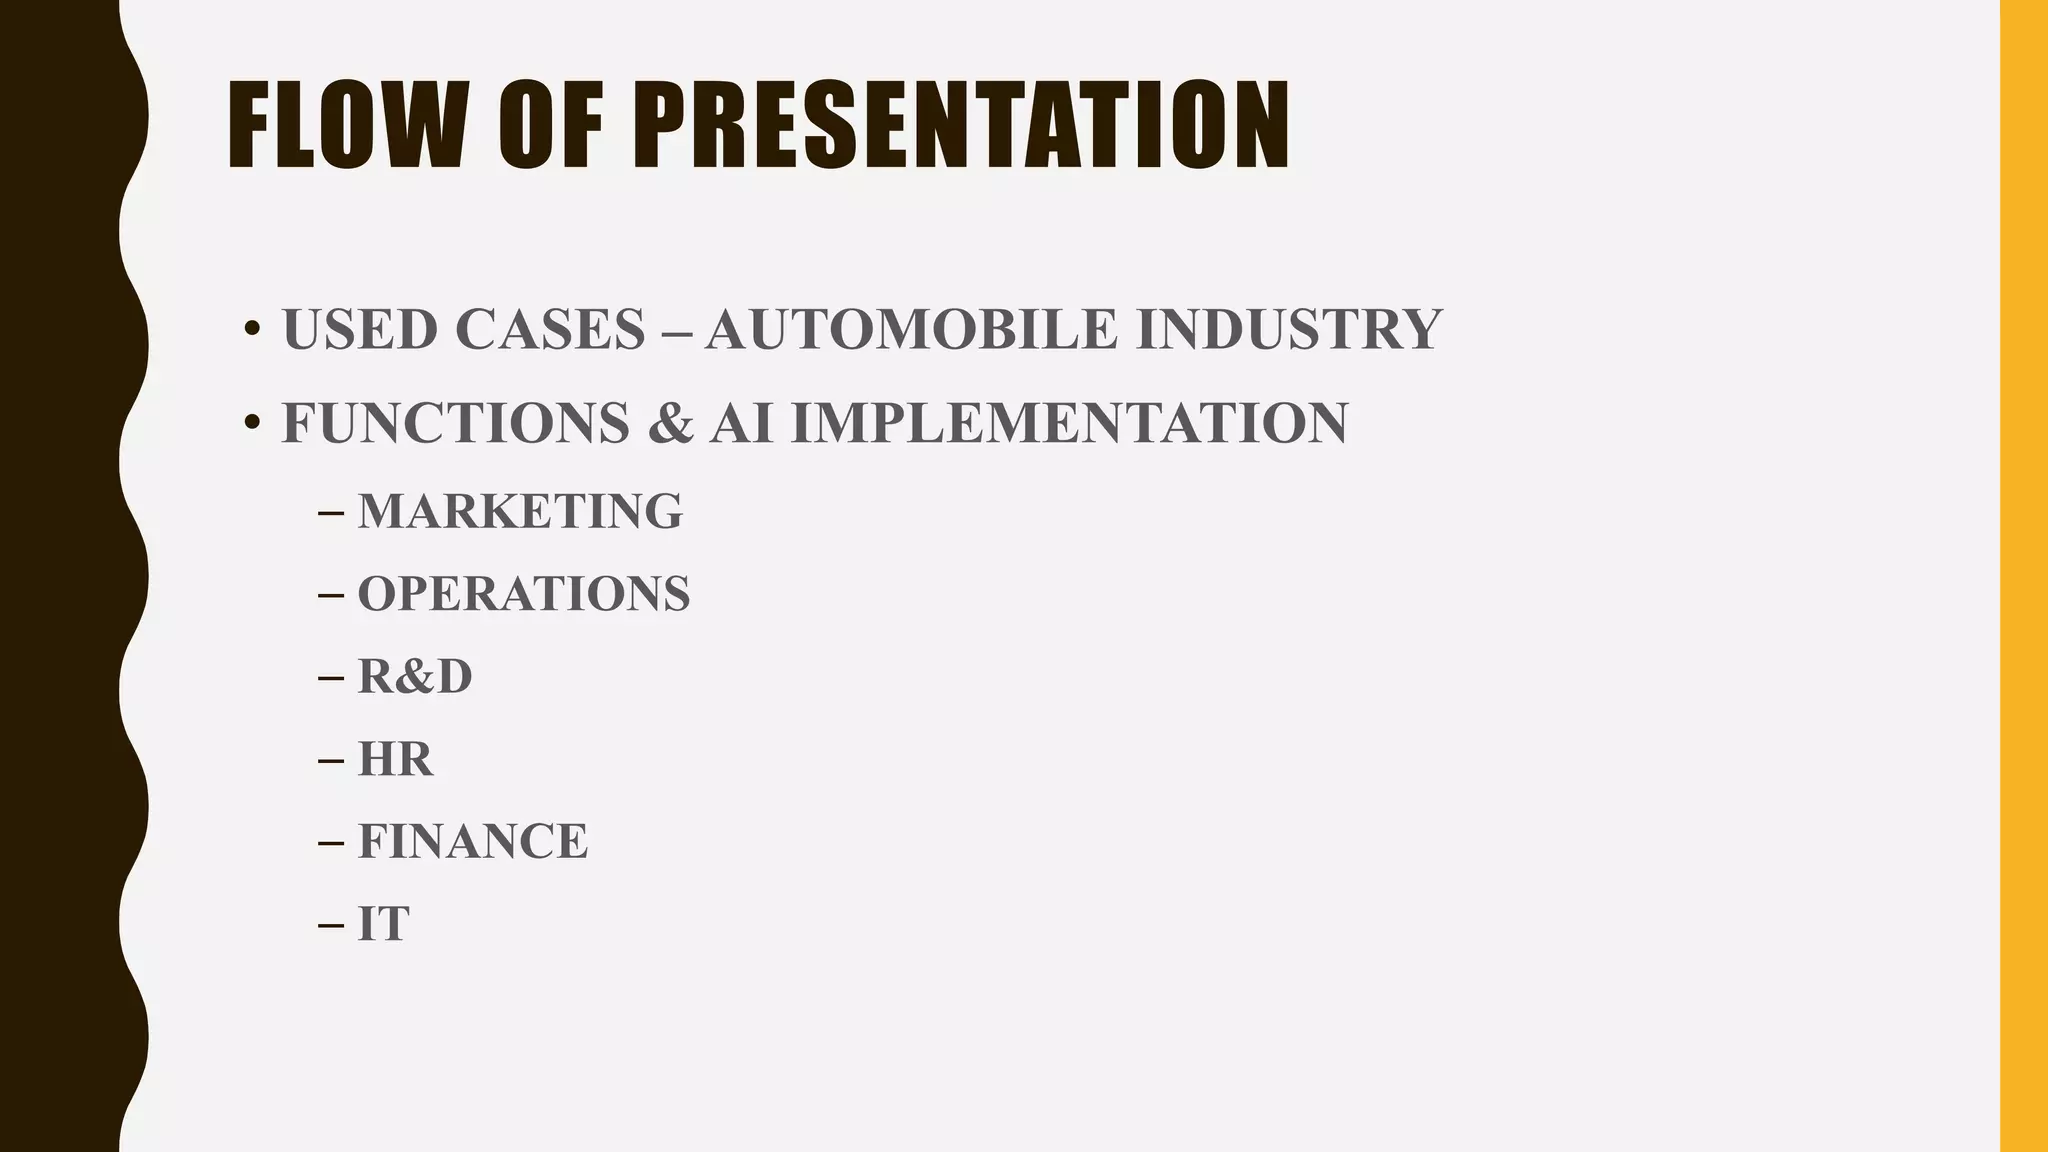 FLOW OF PRESENTATION
• USED CASES – AUTOMOBILE INDUSTRY
• FUNCTIONS & AI IMPLEMENTATION
– MARKETING
– OPERATIONS
– R&D
– HR
– FINANCE
– IT